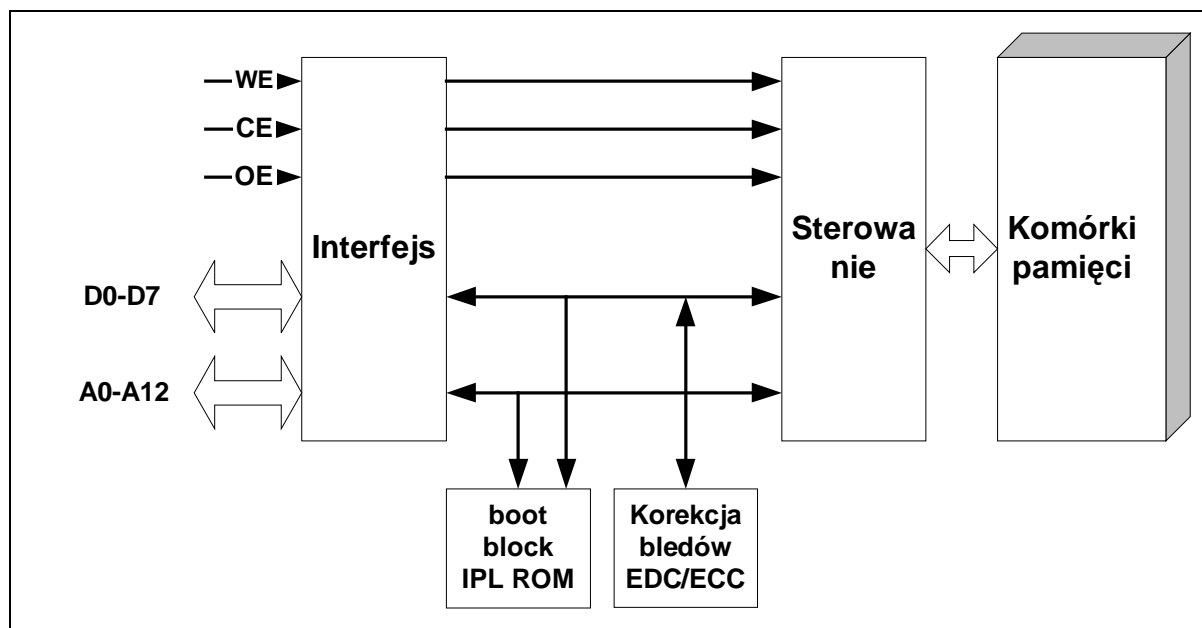 WE
CE
OE
D0-D7
A0-A12
Interfejs
Sterowa
nie
Komórki
pamięci
boot
block
IPL ROM
Korekcja
bledów
EDC/ECC